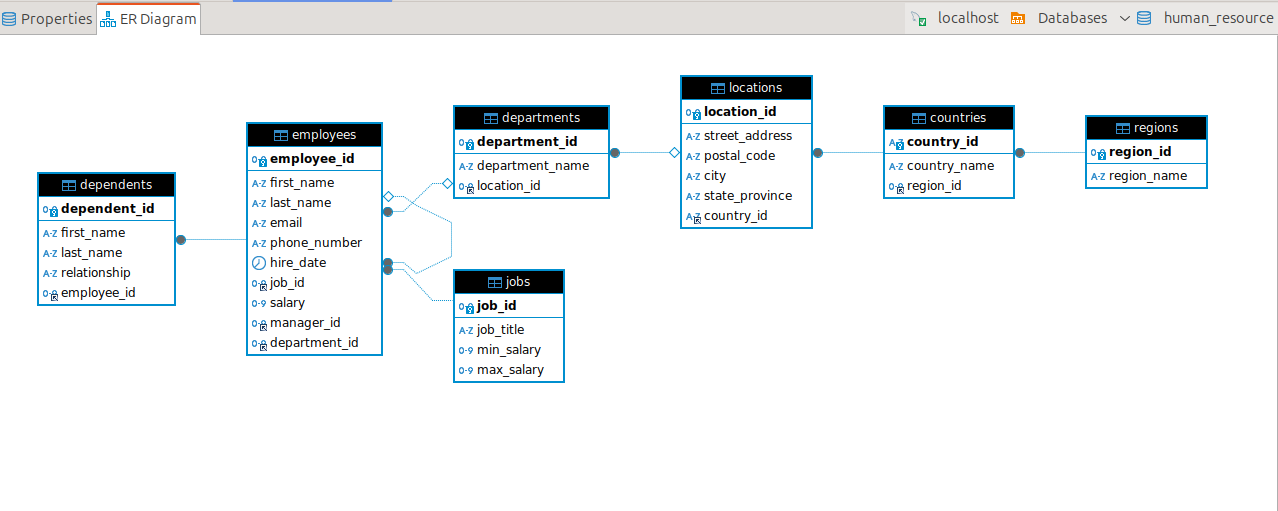 Properties
ER Diagram
localhost
Databases
human_resource
dependents
dependent_id
first_name
last_name
relationship
employee_id
employees
employee_id
first_name
last_name
email
phone_number
hire_date
job_id
salary
manager_id
department_id
departments
department_id
department_name
location_id
jobs
job_id
job_title
min_salary
max_salary
locations
location_id
street_address
postal_code
city
state_province
country_id
countries
country_id
country_name
region_id
regions
region_id
region_name